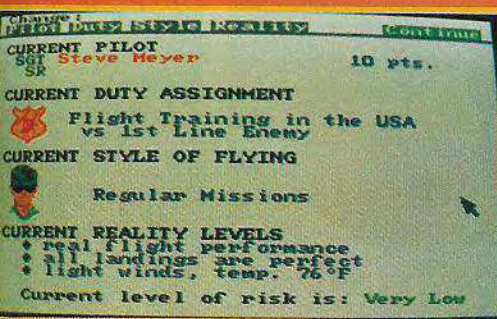 Change:
Pilot Duty Style Reality Continue
CURRENT PILOT
SGT Steve Meyer 10 pts.
SR
CURRENT DUTY ASSIGNMENT
Flight Training in the USA
vs 1st Line Enemy
CURRENT STYLE OF FLYING
Regular Missions
CURRENT REALITY LEVELS
♦ real flight performance
♦ all landings are perfect
♦ light winds, temp. 76°F
Current level of risk is: Very Low